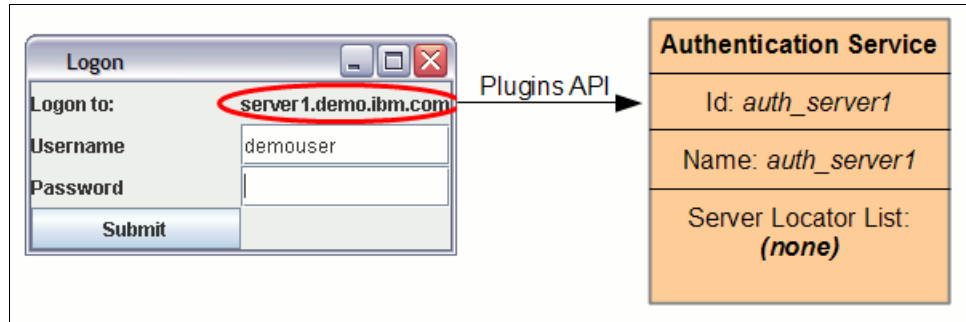 Logon
Logon to: server1.demo.ibm.com
Username demouser
Password
Submit
Plugins API
Authentication Service
Id: auth_server1
Name: auth_server1
Server Locator List:
(none)